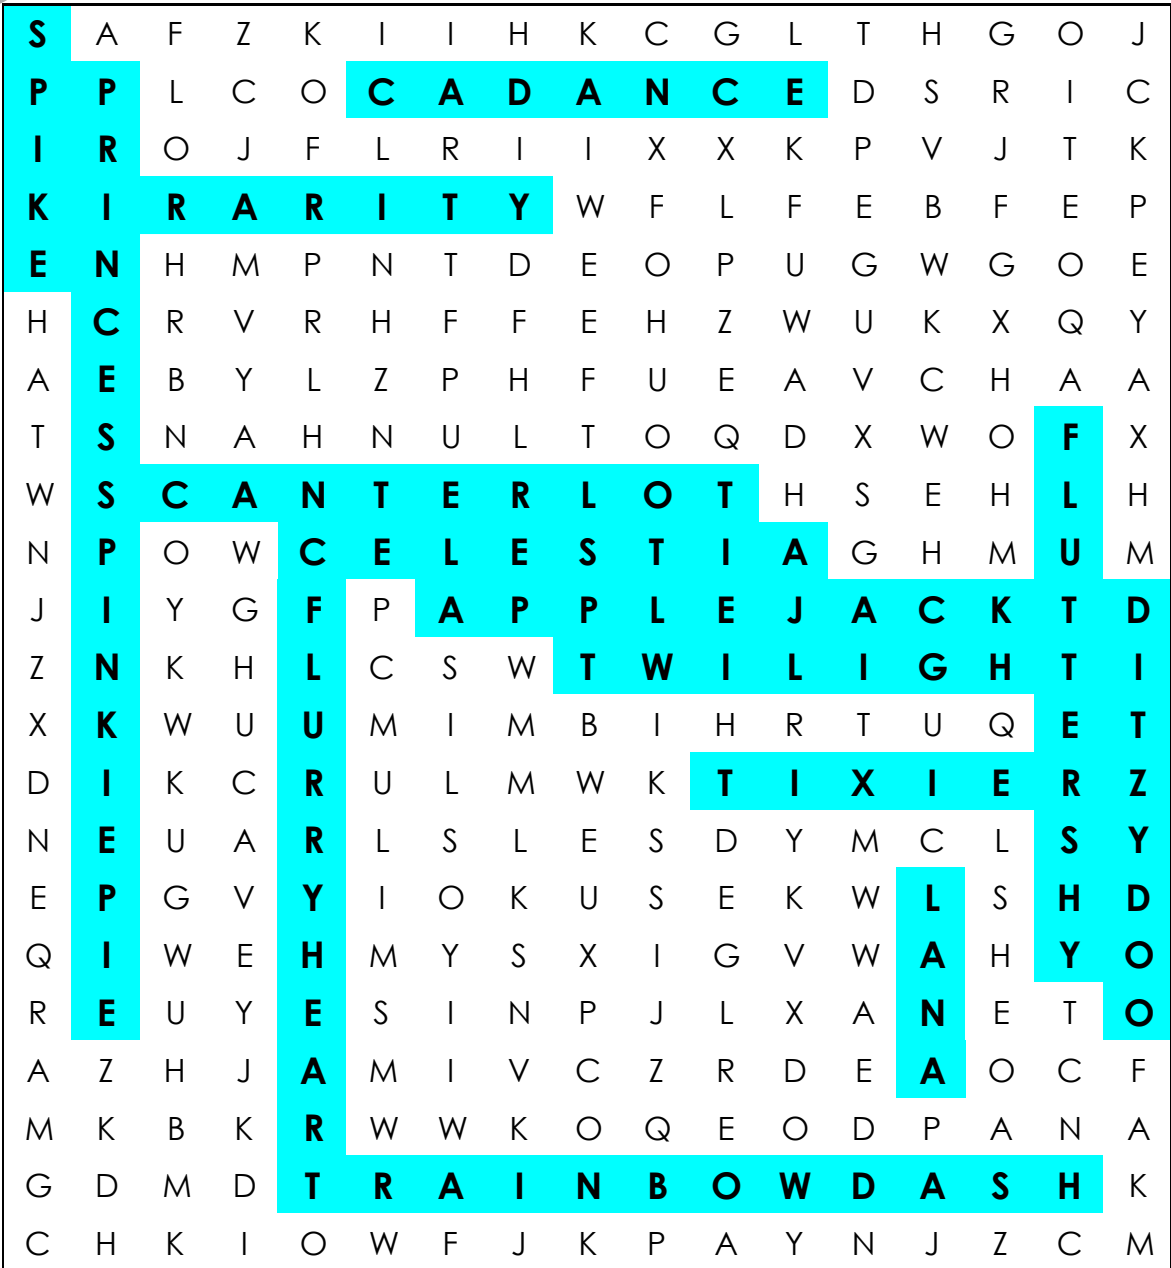 S A F Z K I I H K C G L T H G O J
P P L C O C A D A N C E D S R I C
I R O J F L R I I X X K P V J T K
K I R A R I T Y W F L F E B F E P
E N H M P N T D E O P U G W G O E
H C R V R H F F E H Z W U K X Q Y
A E B Y L Z P H F U E A V C H A A
T S N A H N U L T O Q D X W O F X
W S C A N T E R L O T H S E H L H
N P O W C E L E S T I A G H M U M
J I Y G F P A P P L E J A C K T D
Z N K H L C S W T W I L I G H T I
X K W U U M I M B I H R T U Q E T
D I K C R U L M W K T I X I E R Z
N E U A R L S L E S D Y M C L S Y
E P G V Y I O K U S E K W L S H D
Q I W E H M Y S X I G V W A H Y O
R E U Y E S I N P J L X A N E T O
A Z H J A M I V C Z R D E A O C F
M K B K R W W K O Q E O D P A N A
G D M D T R A I N B O W D A S H K
C H K I O W F J K P A Y N J Z C M